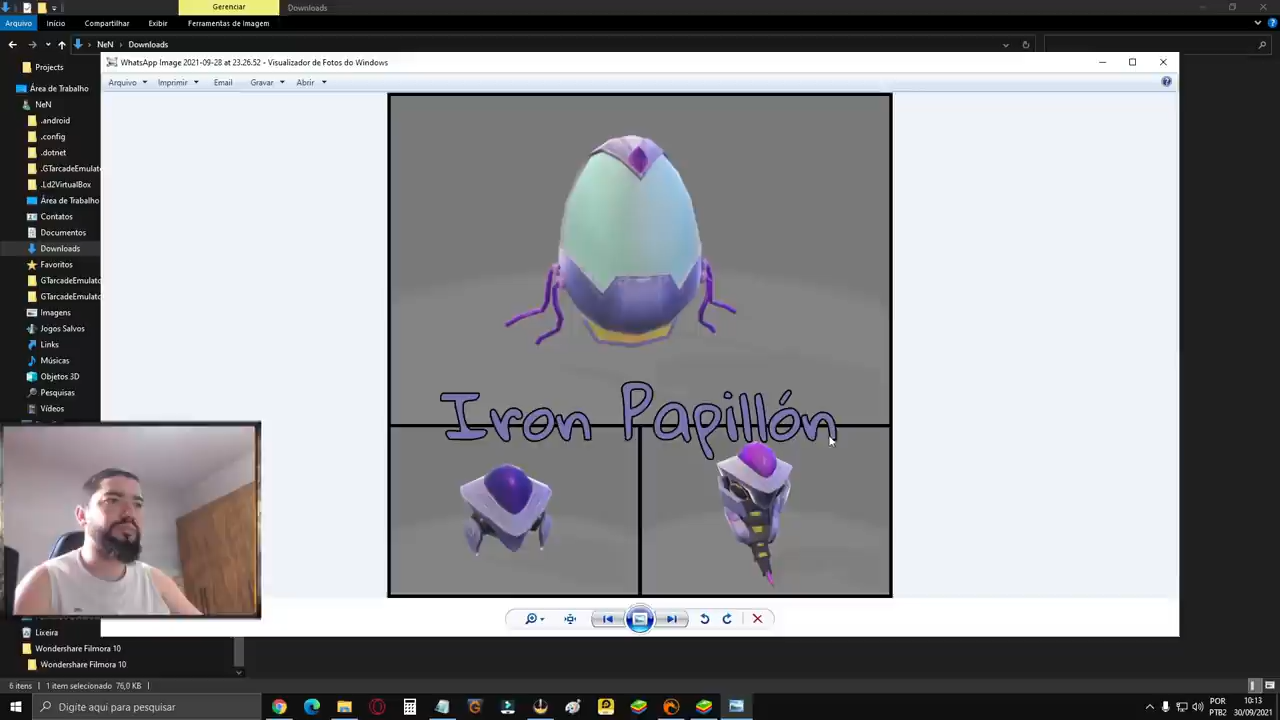 Gerenciar
Downloads
Arquivo
Início
Compartilhar
Exibir
Ferramentas de Imagem
NeN
Downloads
WhatsApp Image 2021-09-28 at 23.26.52 - Visualizador de Fotos do Windows
Arquivo
Imprimir
Email
Gravar
Abrir
Projects
Área de Trabalho
NeN
.android
.config
.dotnet
.GTarcadeEmulato
.Ld2VirtualBox
Área de Trabalho
Contatos
Documentos
Downloads
Favoritos
GTarcadeEmulato
GTarcadeEmulato
Imagens
Jogos Salvos
Links
Músicas
Objetos 3D
Pesquisas
Vídeos
Iron Papillón
Lixeira
Wondershare Filmora 10
Wondershare Filmora 10
6 itens
1 item selecionado 76,0 KB
Digite aqui para pesquisar
POR
PTB2
10:13
30/09/2021